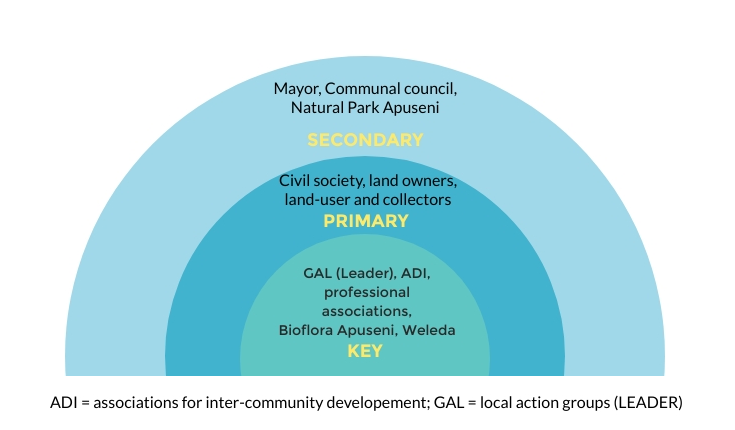 Mayor, Communal council,
Natural Park Apuseni
SECONDARY
Civil society, land owners,
land-user and collectors
PRIMARY
GAL (Leader), ADI,
professional
associations,
Bioflora Apuseni, Weleda
KEY
ADI = associations for inter-community developement; GAL = local action groups (LEADER)